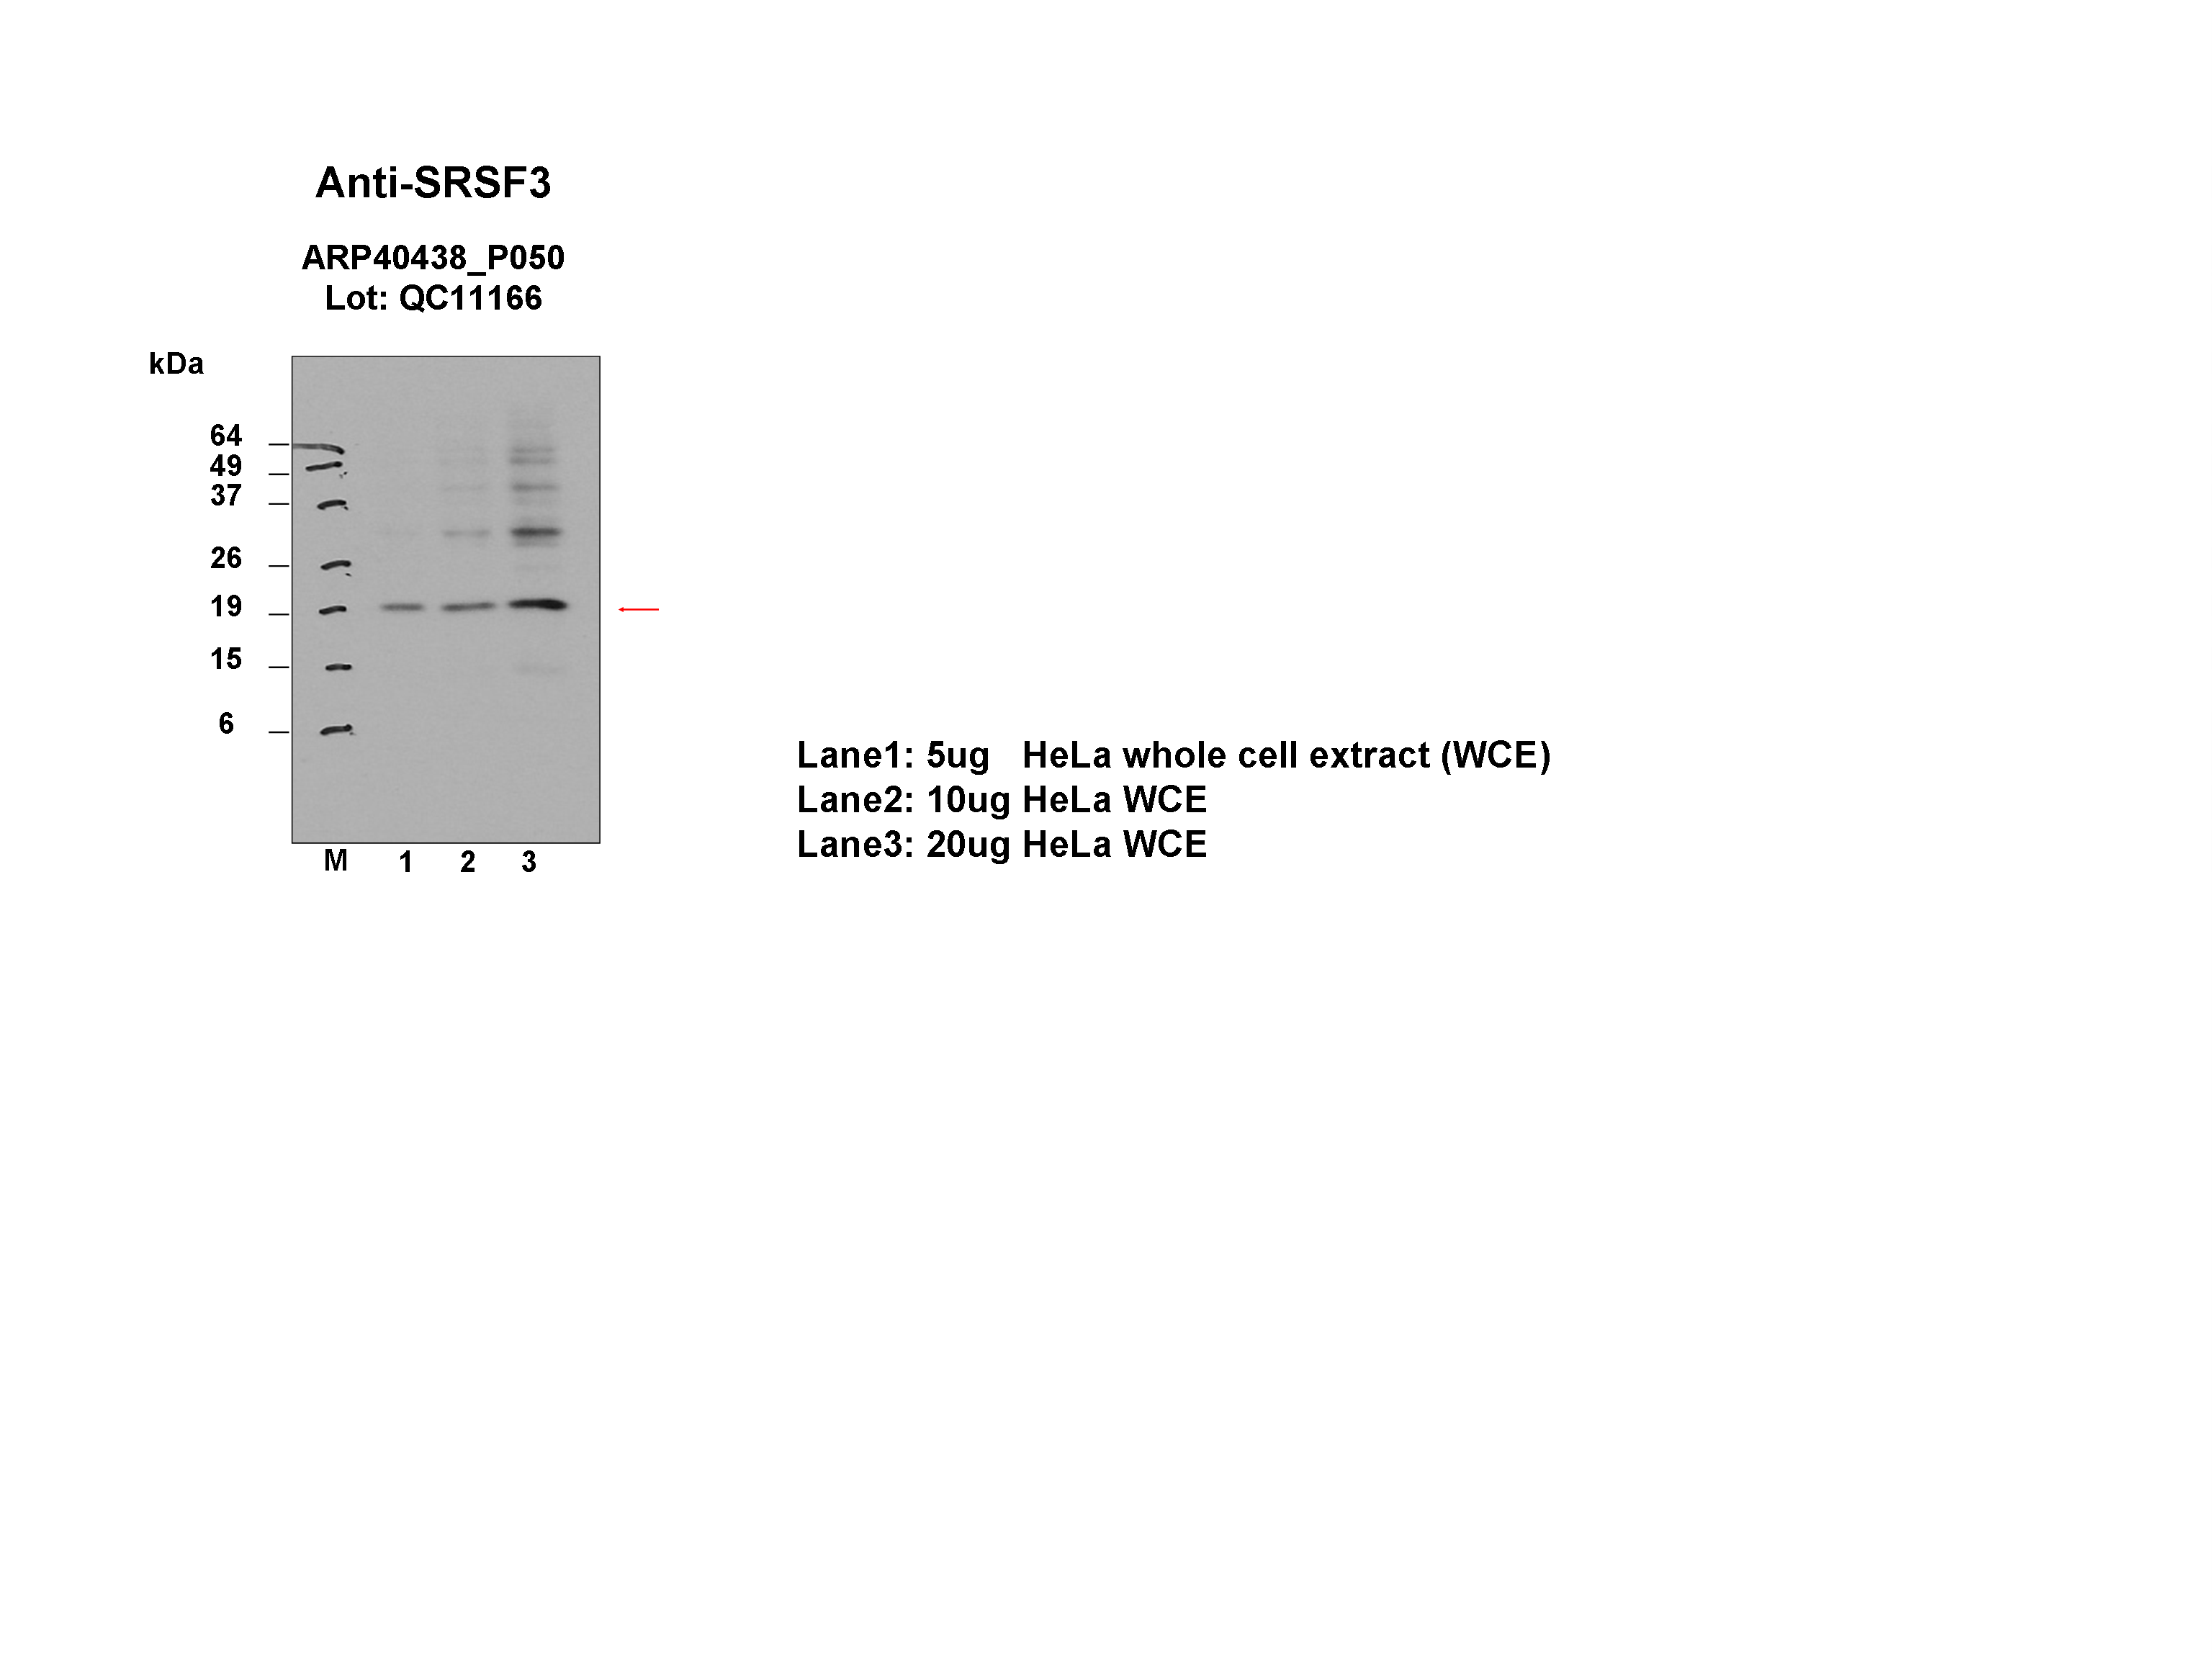 Anti-SRSF3
ARP40438_P050
Lot: QC11166
kDa
64
49
37
26
19
15
6
M 1 2 3
Lane1: 5ug HeLa whole cell extract (WCE)
Lane2: 10ug HeLa WCE
Lane3: 20ug HeLa WCE